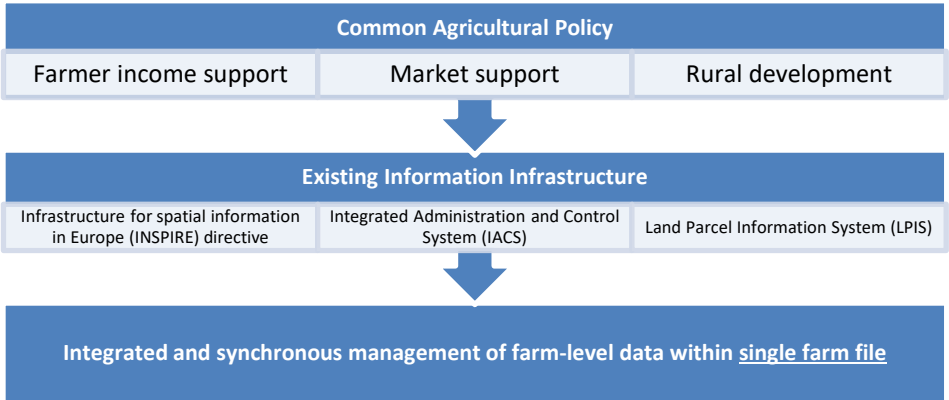 Common Agricultural Policy
Farmer income support
Market support
Rural development
Existing Information Infrastructure
Infrastructure for spatial information
in Europe (INSPIRE) directive
Integrated Administration and Control
System (IACS)
Land Parcel Information System (LPIS)
Integrated and synchronous management of farm-level data within single farm file